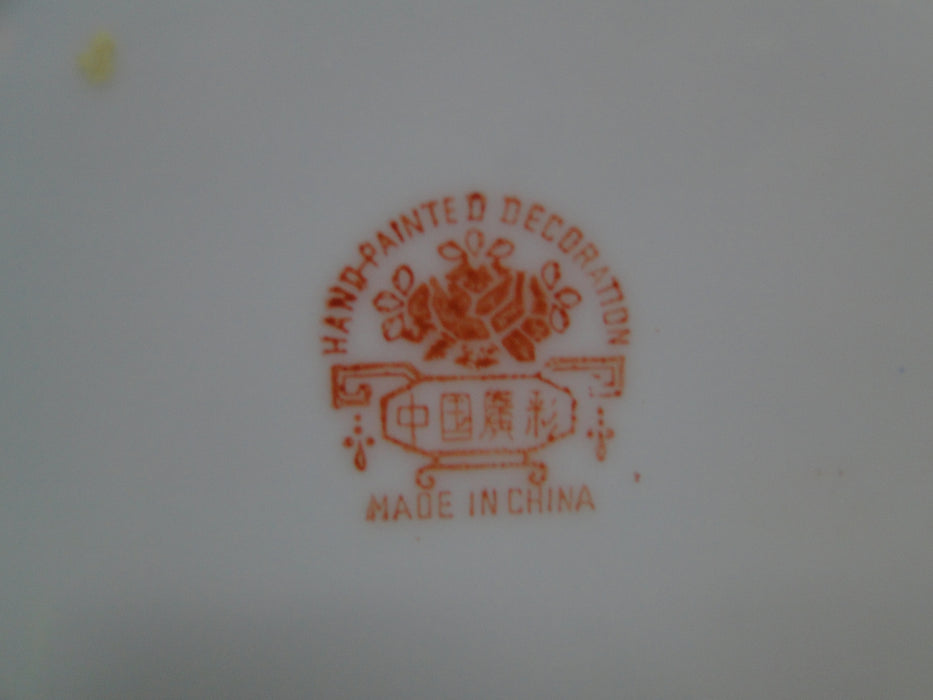 HAND-PAINTED DECORATION
中国廣彩
MADE IN CHINA